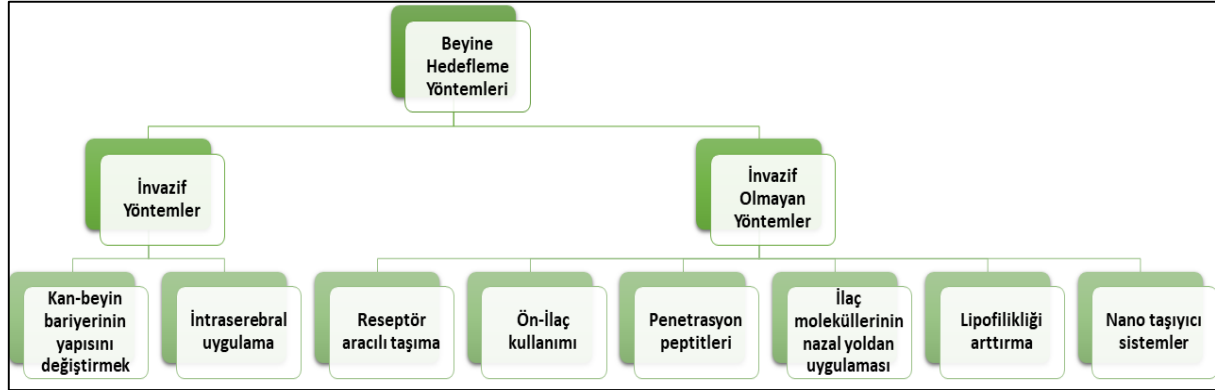 Beyine
Hedefleme
Yöntemleri
İnvazif
Yöntemler
İnvazif
Olmayan
Yöntemler
Kan-beyin
bariyerinin
yapısını
değiştirmek
İntraserebral
uygulama
Reseptör
aracılı taşıma
Ön-İlaç
kullanımı
Penetrasyon
peptitleri
İlaç
moleküllerinin
nazal yoldan
uygulaması
Lipofilikliği
arttırma
Nano taşıyıcı
sistemler